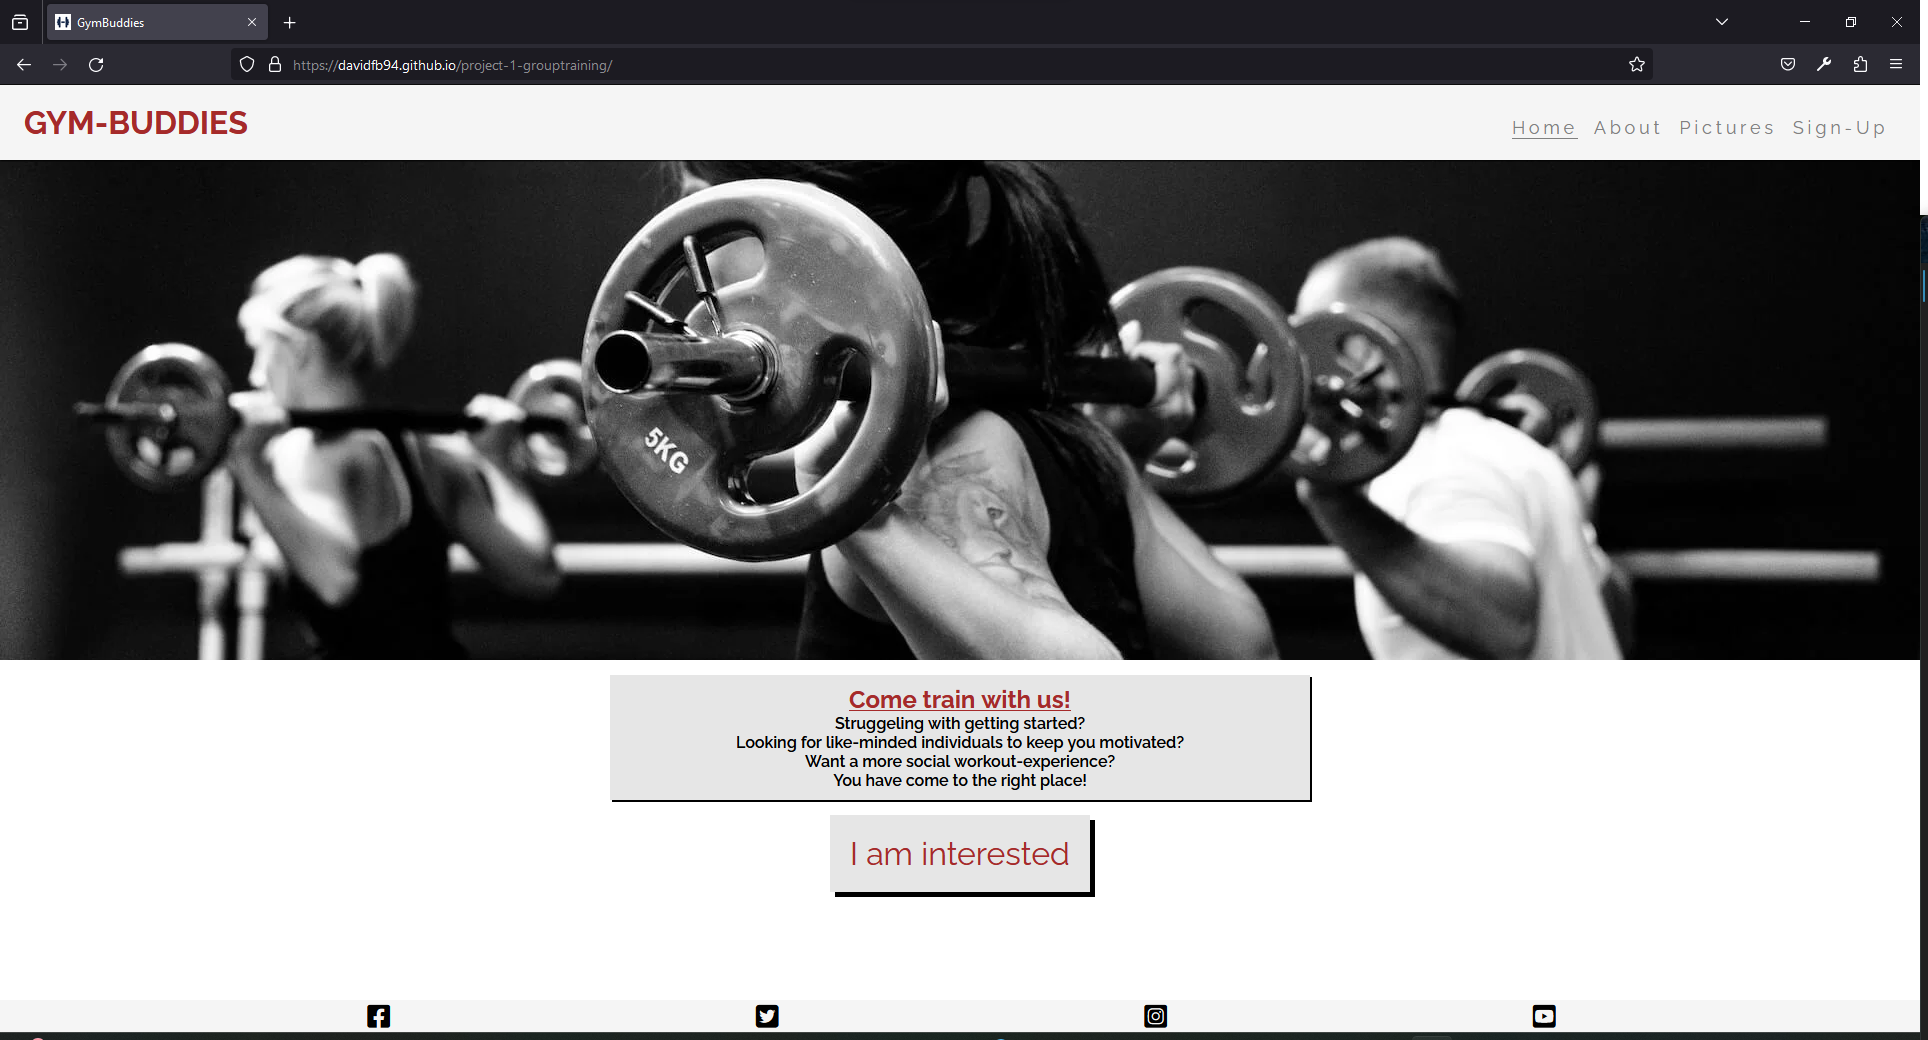 GymBuddies
https://davidfb94.github.io/project-1-grouptraining/
GYM-BUDDIES
Home About Pictures Sign-Up
5KG
Come train with us!
Struggeling with getting started?
Looking for like-minded individuals to keep you motivated?
Want a more social workout-experience?
You have come to the right place!
I am interested